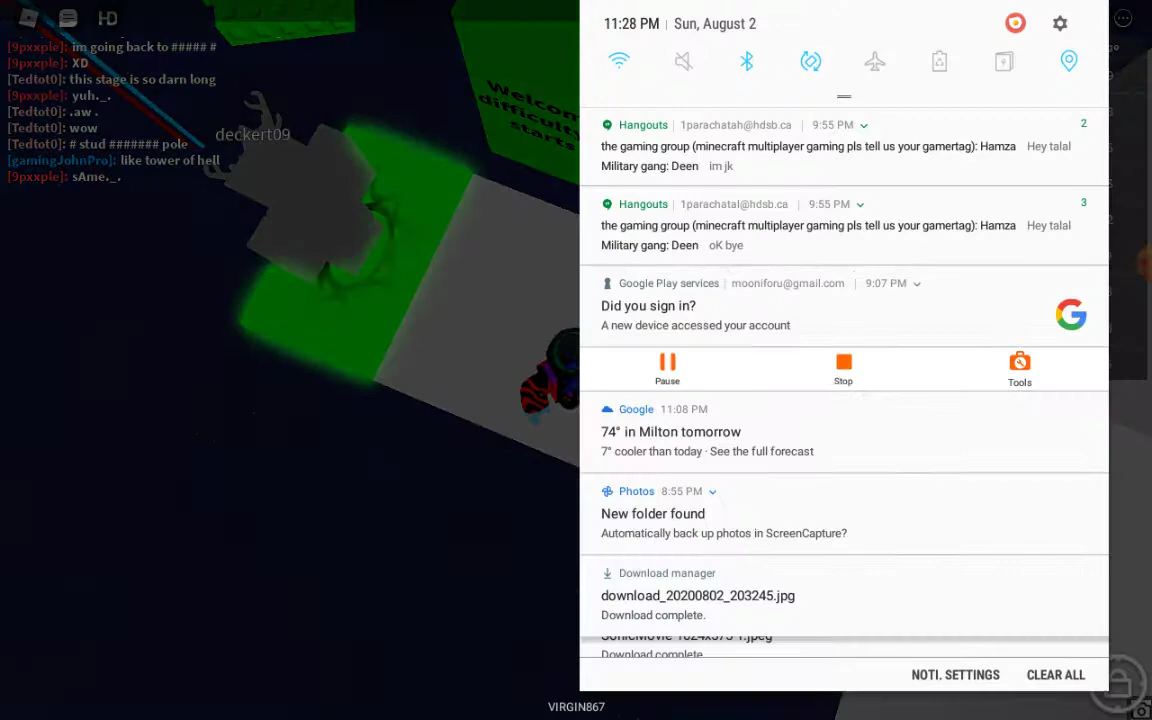 HD
[9pxxple]: im going back to ##### #
[9pxxple]: XD
[Tedtot0]: this stage is so darn long
[9pxxple]: yuh._.
[Tedtot0]: .aw .
[Tedtot0]: wow
[Tedtot0]: # stud ####### pole
[gamingJohnPro]: like tower of hell
[9pxxple]: sAme._.
deckert09
Welcom
difficulty
starts
11:28 PM | Sun, August 2
Hangouts | 1parachatah@hdsb.ca | 9:55 PM 2
the gaming group (minecraft multiplayer gaming pls tell us your gamertag): Hamza Hey talal
Military gang: Deen im jk
Hangouts | 1parachatal@hdsb.ca | 9:55 PM 3
the gaming group (minecraft multiplayer gaming pls tell us your gamertag): Hamza Hey talal
Military gang: Deen oK bye
Google Play services | mooniforu@gmail.com | 9:07 PM
Did you sign in?
A new device accessed your account
Pause Stop Tools
Google 11:08 PM
74° in Milton tomorrow
7° cooler than today · See the full forecast
Photos 8:55 PM
New folder found
Automatically back up photos in ScreenCapture?
Download manager
download_20200802_203245.jpg
Download complete.
SonicMovie-1024x575-1.jpeg
Download complete
NOTI. SETTINGS CLEAR ALL
VIRGIN867